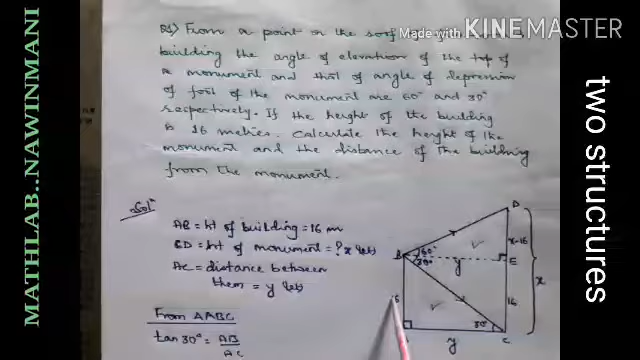 Made with KINEMASTER
MATHLAB..NAWINMANI
two structures
Q5) From a point on the
building the angle of elevation of the top of
a monument and that of angle of depression
of foot of the monument are 60° and 30°
respectively. If the height of the building
is 16 metres. Calculate the height of the
monument and the distance of the building
from the monument.
Solⁿ
AB = ht of building = 16 m
CD = ht of monument = ? x (let)
AC = distance between
them = y (let)
From △ABC
tan 30° = AB
AC
D
x-16
B
60°
30°
y
E
x
16
16
30°
C
y